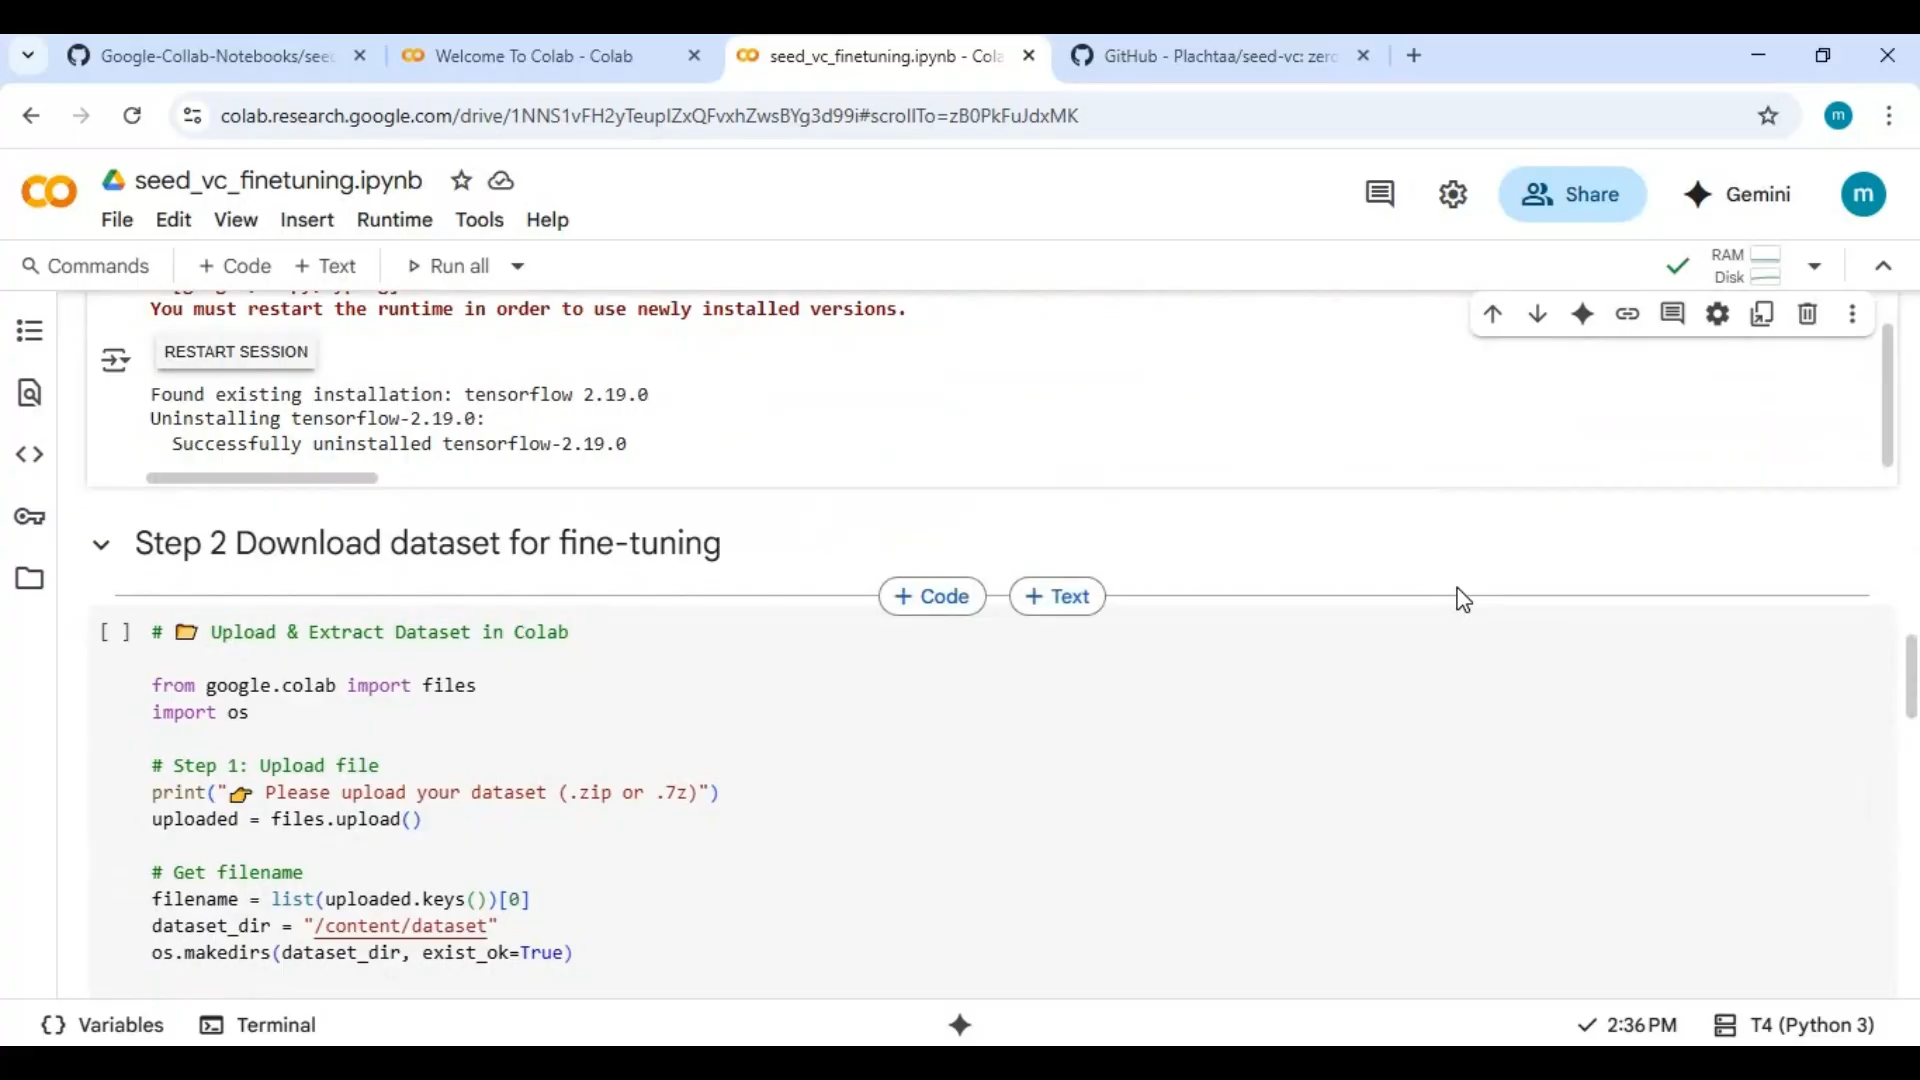 Google-Collab-Notebooks/see
Welcome To Colab - Colab
seed_vc_finetuning.ipynb - Cola
GitHub - Plachtaa/seed-vc: zero
colab.research.google.com/drive/1NNS1vFH2yTeuplZxQFvxhZwsBYg3d99i#scrollTo=zB0PkFuJdxMK
m
CO
seed_vc_finetuning.ipynb
Share
Gemini
m
File Edit View Insert Runtime Tools Help
Commands
+ Code
+ Text
Run all
RAM
Disk
You must restart the runtime in order to use newly installed versions.
RESTART SESSION
Found existing installation: tensorflow 2.19.0
Uninstalling tensorflow-2.19.0:
Successfully uninstalled tensorflow-2.19.0
Step 2 Download dataset for fine-tuning
+ Code
+ Text
[ ] # 📂 Upload & Extract Dataset in Colab
from google.colab import files
import os
# Step 1: Upload file
print("👉 Please upload your dataset (.zip or .7z)")
uploaded = files.upload()
# Get filename
filename = list(uploaded.keys())[0]
dataset_dir = "/content/dataset"
os.makedirs(dataset_dir, exist_ok=True)
{} Variables
Terminal
2:36 PM
T4 (Python 3)